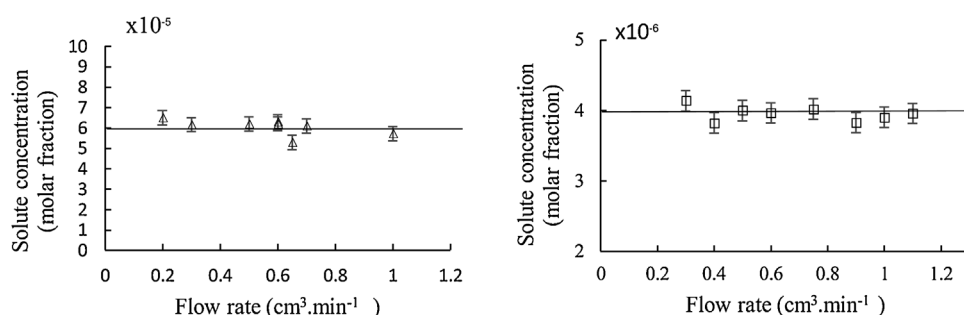 x10⁻⁵
10
9
8
7
6
5
4
3
2
1
0
0 0.2 0.4 0.6 0.8 1 1.2
Solute concentration
(molar fraction)
Flow rate (cm³.min⁻¹ )
x10⁻⁶
5
4
3
2
0 0.2 0.4 0.6 0.8 1 1.2
Solute concentration
(molar fraction)
Flow rate (cm³.min⁻¹ )